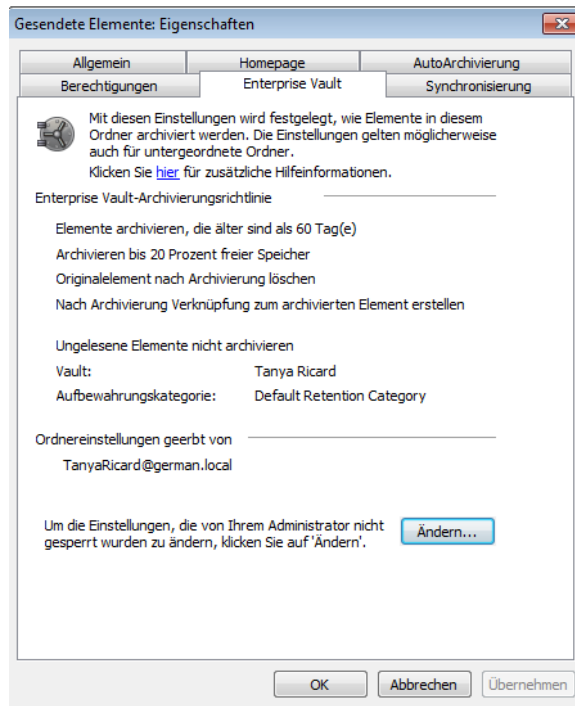 Gesendete Elemente: Eigenschaften
Allgemein Homepage AutoArchivierung
Berechtigungen Enterprise Vault Synchronisierung
Mit diesen Einstellungen wird festgelegt, wie Elemente in diesem
Ordner archiviert werden. Die Einstellungen gelten möglicherweise
auch für untergeordnete Ordner.
Klicken Sie hier für zusätzliche Hilfeinformationen.
Enterprise Vault-Archivierungsrichtlinie
Elemente archivieren, die älter sind als 60 Tag(e)
Archivieren bis 20 Prozent freier Speicher
Originalelement nach Archivierung löschen
Nach Archivierung Verknüpfung zum archivierten Element erstellen
Ungelesene Elemente nicht archivieren
Vault: Tanya Ricard
Aufbewahrungskategorie: Default Retention Category
Ordnereinstellungen geerbt von
TanyaRicard@german.local
Um die Einstellungen, die von Ihrem Administrator nicht
gesperrt wurden zu ändern, klicken Sie auf 'Ändern'.
Ändern...
OK Abbrechen Übernehmen